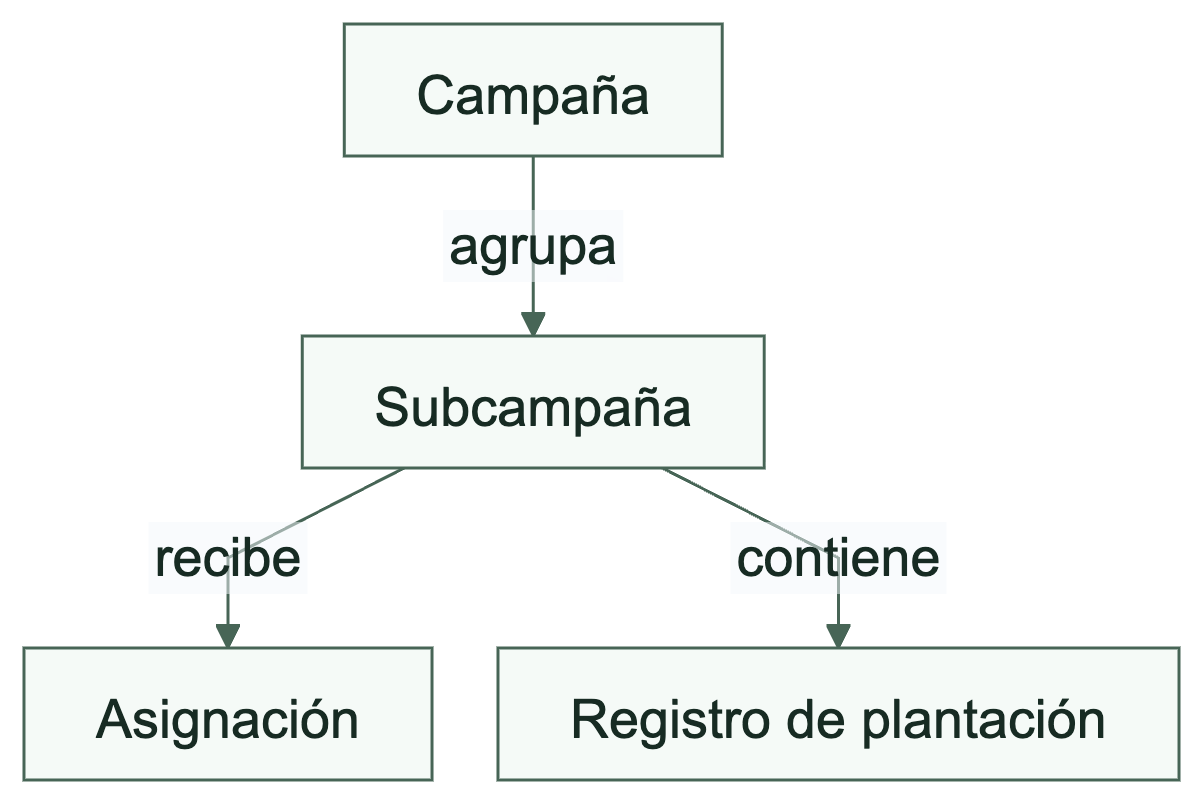 Campaña
agrupa
Subcampaña
recibe
contiene
Asignación
Registro de plantación